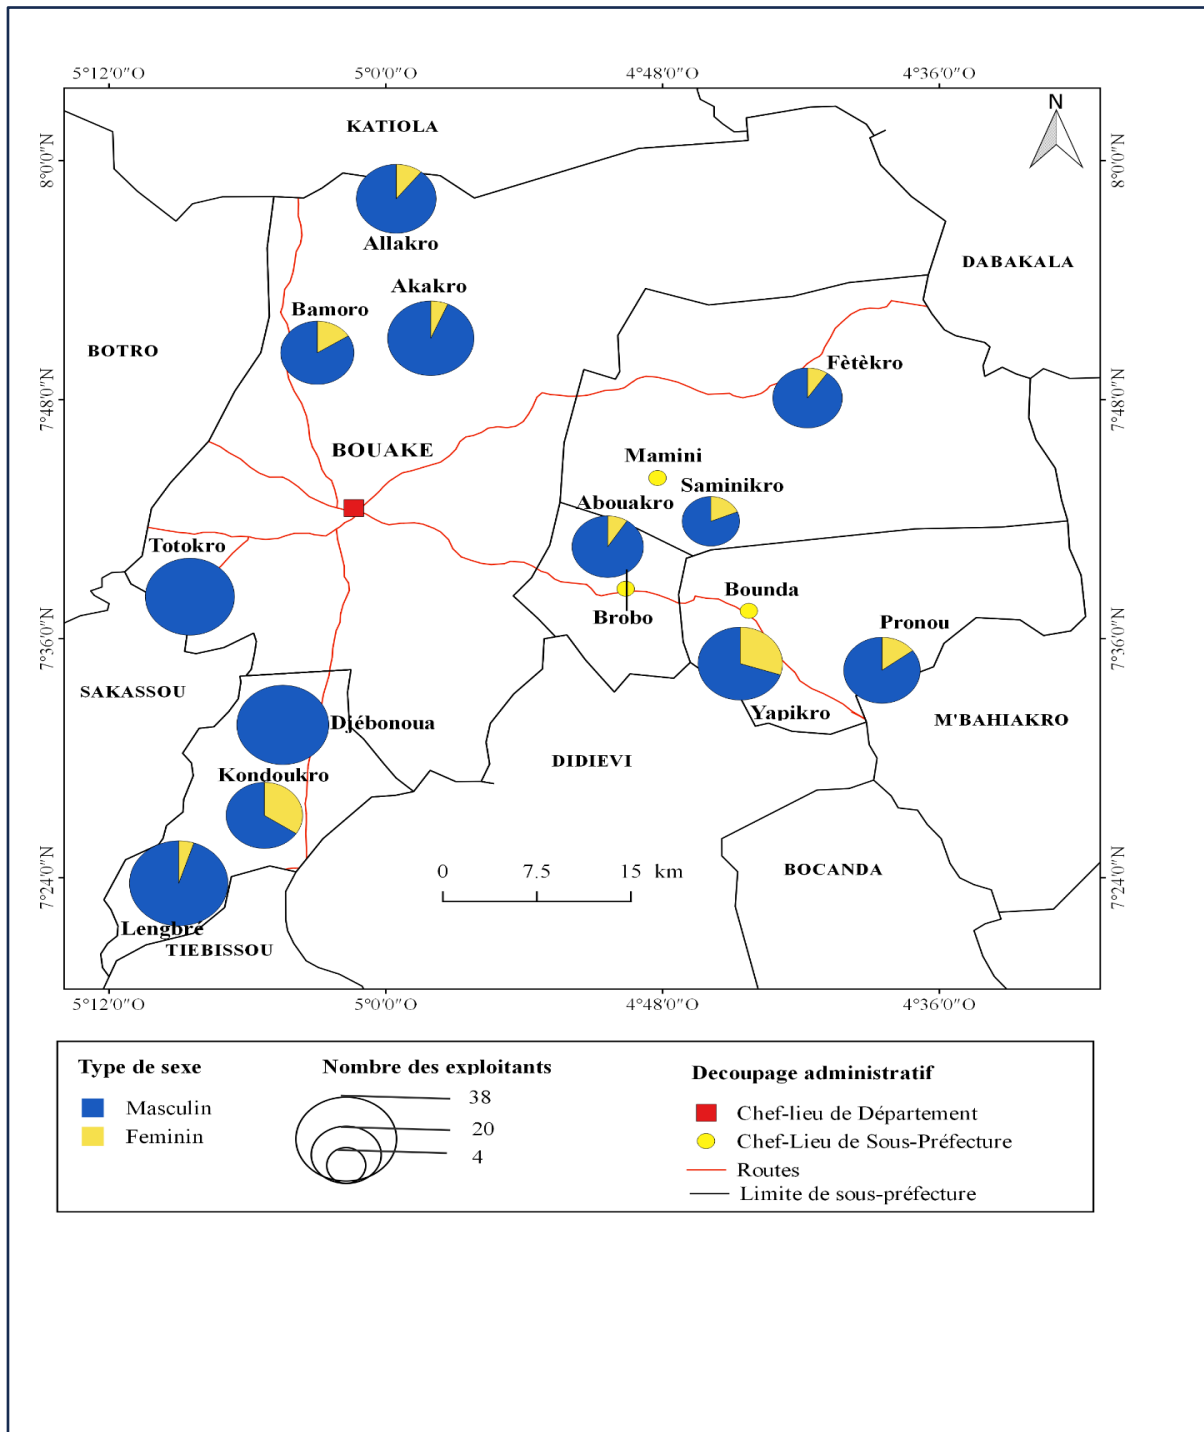 5°12'0"O 5°0'0"O 4°48'0"O 4°36'0"O
N
KATIOLA
8°0'0"N 8°0'0"N
Allakro
DABAKALA
Akakro
Bamoro
BOTRO
Fètèkro
7°48'0"N 7°48'0"N
BOUAKE
Mamini
Saminikro
Abouakro
Totokro
Bounda
Brobo
Pronou
7°36'0"N 7°36'0"N
SAKASSOU
Yapikro
M'BAHIAKRO
Djébonoua
DIDIEVI
Kondoukro
BOCANDA
0 7.5 15 km
7°24'0"N 7°24'0"N
Lengbré
TIEBISSOU
5°12'0"O 5°0'0"O 4°48'0"O 4°36'0"O
Type de sexe
Masculin
Feminin
Nombre des exploitants
38
20
4
Decoupage administratif
Chef-lieu de Département
Chef-Lieu de Sous-Préfecture
Routes
Limite de sous-préfecture